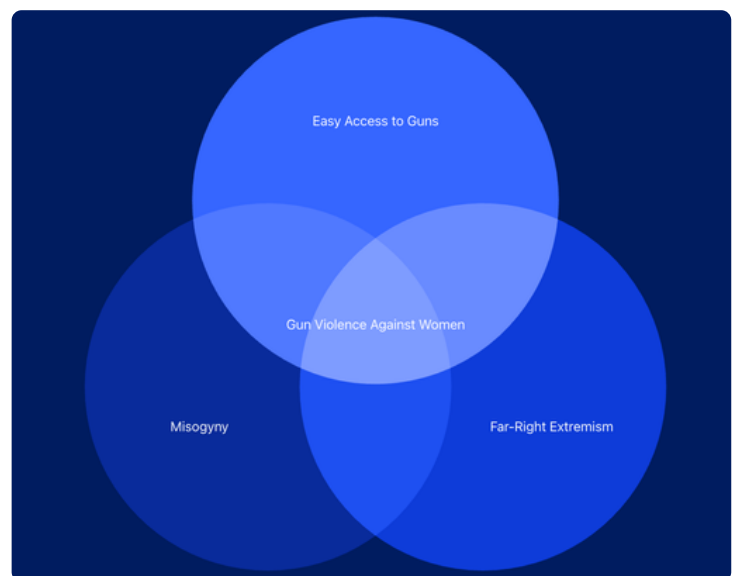 Easy Access to Guns
Gun Violence Against Women
Misogyny
Far-Right Extremism